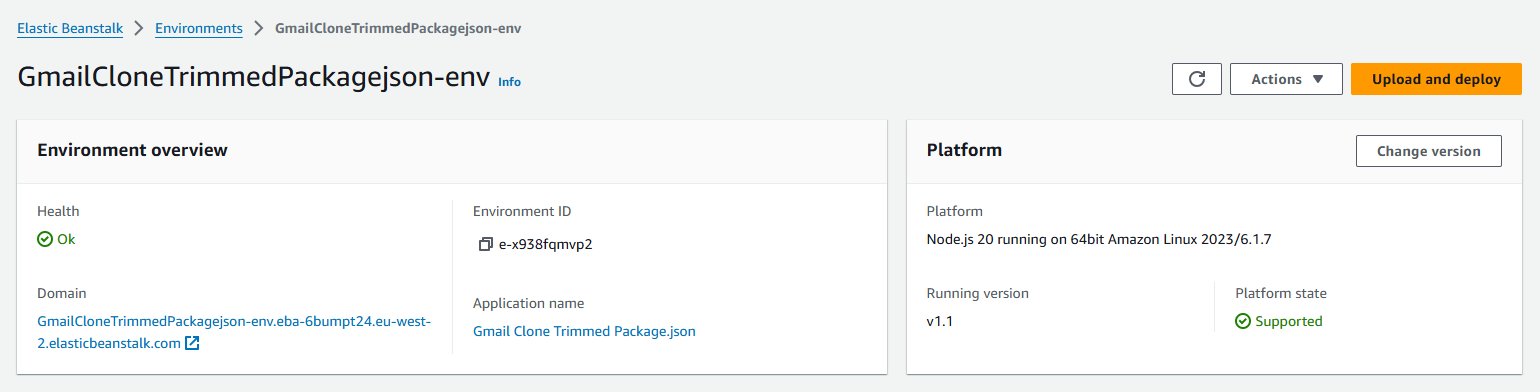 Elastic Beanstalk > Environments > GmailCloneTrimmedPackagejson-env
GmailCloneTrimmedPackagejson-env Info
Actions
Upload and deploy
Environment overview
Health
Ok
Environment ID
e-x938fqmvp2
Domain
GmailCloneTrimmedPackagejson-env.eba-6bumpt24.eu-west-
2.elasticbeanstalk.com
Application name
Gmail Clone Trimmed Package.json
Platform
Change version
Platform
Node.js 20 running on 64bit Amazon Linux 2023/6.1.7
Running version
v1.1
Platform state
Supported